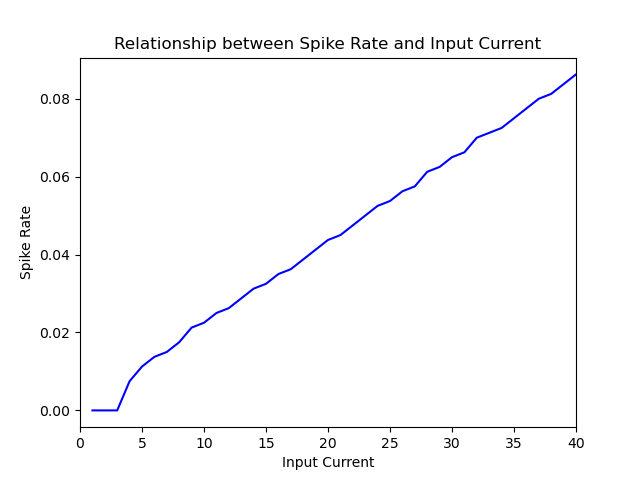 Relationship between Spike Rate and Input Current
Spike Rate
0.08
0.06
0.04
0.02
0.00
0 5 10 15 20 25 30 35 40
Input Current